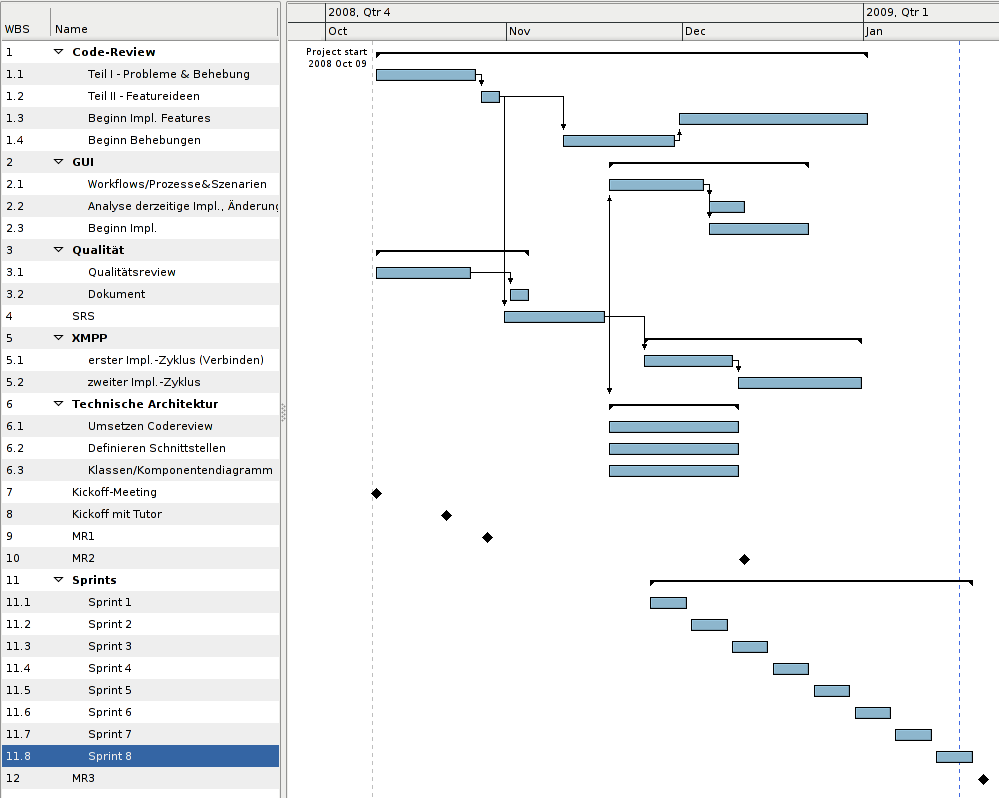 2008, Qtr 4 2009, Qtr 1
WBS Name Oct Nov Dec Jan
1 Code-Review Project start
2008 Oct 09
1.1 Teil I - Probleme & Behebung
1.2 Teil II - Featureideen
1.3 Beginn Impl. Features
1.4 Beginn Behebungen
2 GUI
2.1 Workflows/Prozesse&Szenarien
2.2 Analyse derzeitige Impl., Änderung
2.3 Beginn Impl.
3 Qualität
3.1 Qualitätsreview
3.2 Dokument
4 SRS
5 XMPP
5.1 erster Impl.-Zyklus (Verbinden)
5.2 zweiter Impl.-Zyklus
6 Technische Architektur
6.1 Umsetzen Codereview
6.2 Definieren Schnittstellen
6.3 Klassen/Komponentendiagramm
7 Kickoff-Meeting
8 Kickoff mit Tutor
9 MR1
10 MR2
11 Sprints
11.1 Sprint 1
11.2 Sprint 2
11.3 Sprint 3
11.4 Sprint 4
11.5 Sprint 5
11.6 Sprint 6
11.7 Sprint 7
11.8 Sprint 8
12 MR3